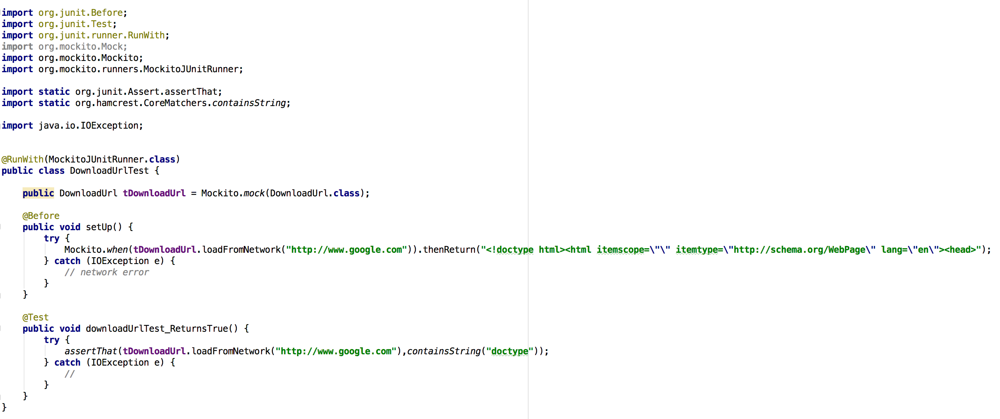 import org.junit.Before;
import org.junit.Test;
import org.junit.runner.RunWith;
import org.mockito.Mock;
import org.mockito.Mockito;
import org.mockito.runners.MockitoJUnitRunner;
import static org.junit.Assert.assertThat;
import static org.hamcrest.CoreMatchers.containsString;
import java.io.IOException;
@RunWith(MockitoJUnitRunner.class)
public class DownloadUrlTest {
public DownloadUrl tDownloadUrl = Mockito.mock(DownloadUrl.class);
@Before
public void setUp() {
try {
Mockito.when(tDownloadUrl.loadFromNetwork("http://www.google.com")).thenReturn("<!doctype html><html itemscope=\"\" itemtype=\"http://schema.org/WebPage\" lang=\"en\"><head>");
} catch (IOException e) {
// network error
}
}
@Test
public void downloadUrlTest_ReturnsTrue() {
try {
assertThat(tDownloadUrl.loadFromNetwork("http://www.google.com"),containsString("doctype"));
} catch (IOException e) {
//
}
}
}